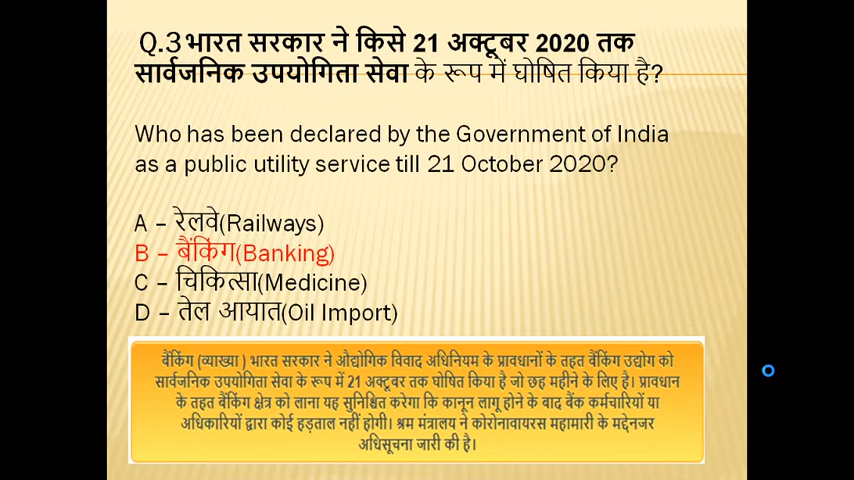 Q.3 भारत सरकार ने किसे 21 अक्टूबर 2020 तक
सार्वजनिक उपयोगिता सेवा के रूप में घोषित किया है?
Who has been declared by the Government of India
as a public utility service till 21 October 2020?
A – रेलवे(Railways)
B – बैंकिंग(Banking)
C – चिकित्सा(Medicine)
D – तेल आयात(Oil Import)
बैंकिंग (व्याख्या ) भारत सरकार ने औद्योगिक विवाद अधिनियम के प्रावधानों के तहत बैंकिंग उद्योग को
सार्वजनिक उपयोगिता सेवा के रूप में 21 अक्टूबर तक घोषित किया है जो छह महीने के लिए है। प्रावधान
के तहत बैंकिंग क्षेत्र को लाना यह सुनिश्चित करेगा कि कानून लागू होने के बाद बैंक कर्मचारियों या
अधिकारियों द्वारा कोई हड़ताल नहीं होगी। श्रम मंत्रालय ने कोरोनावायरस महामारी के मद्देनजर
अधिसूचना जारी की है।